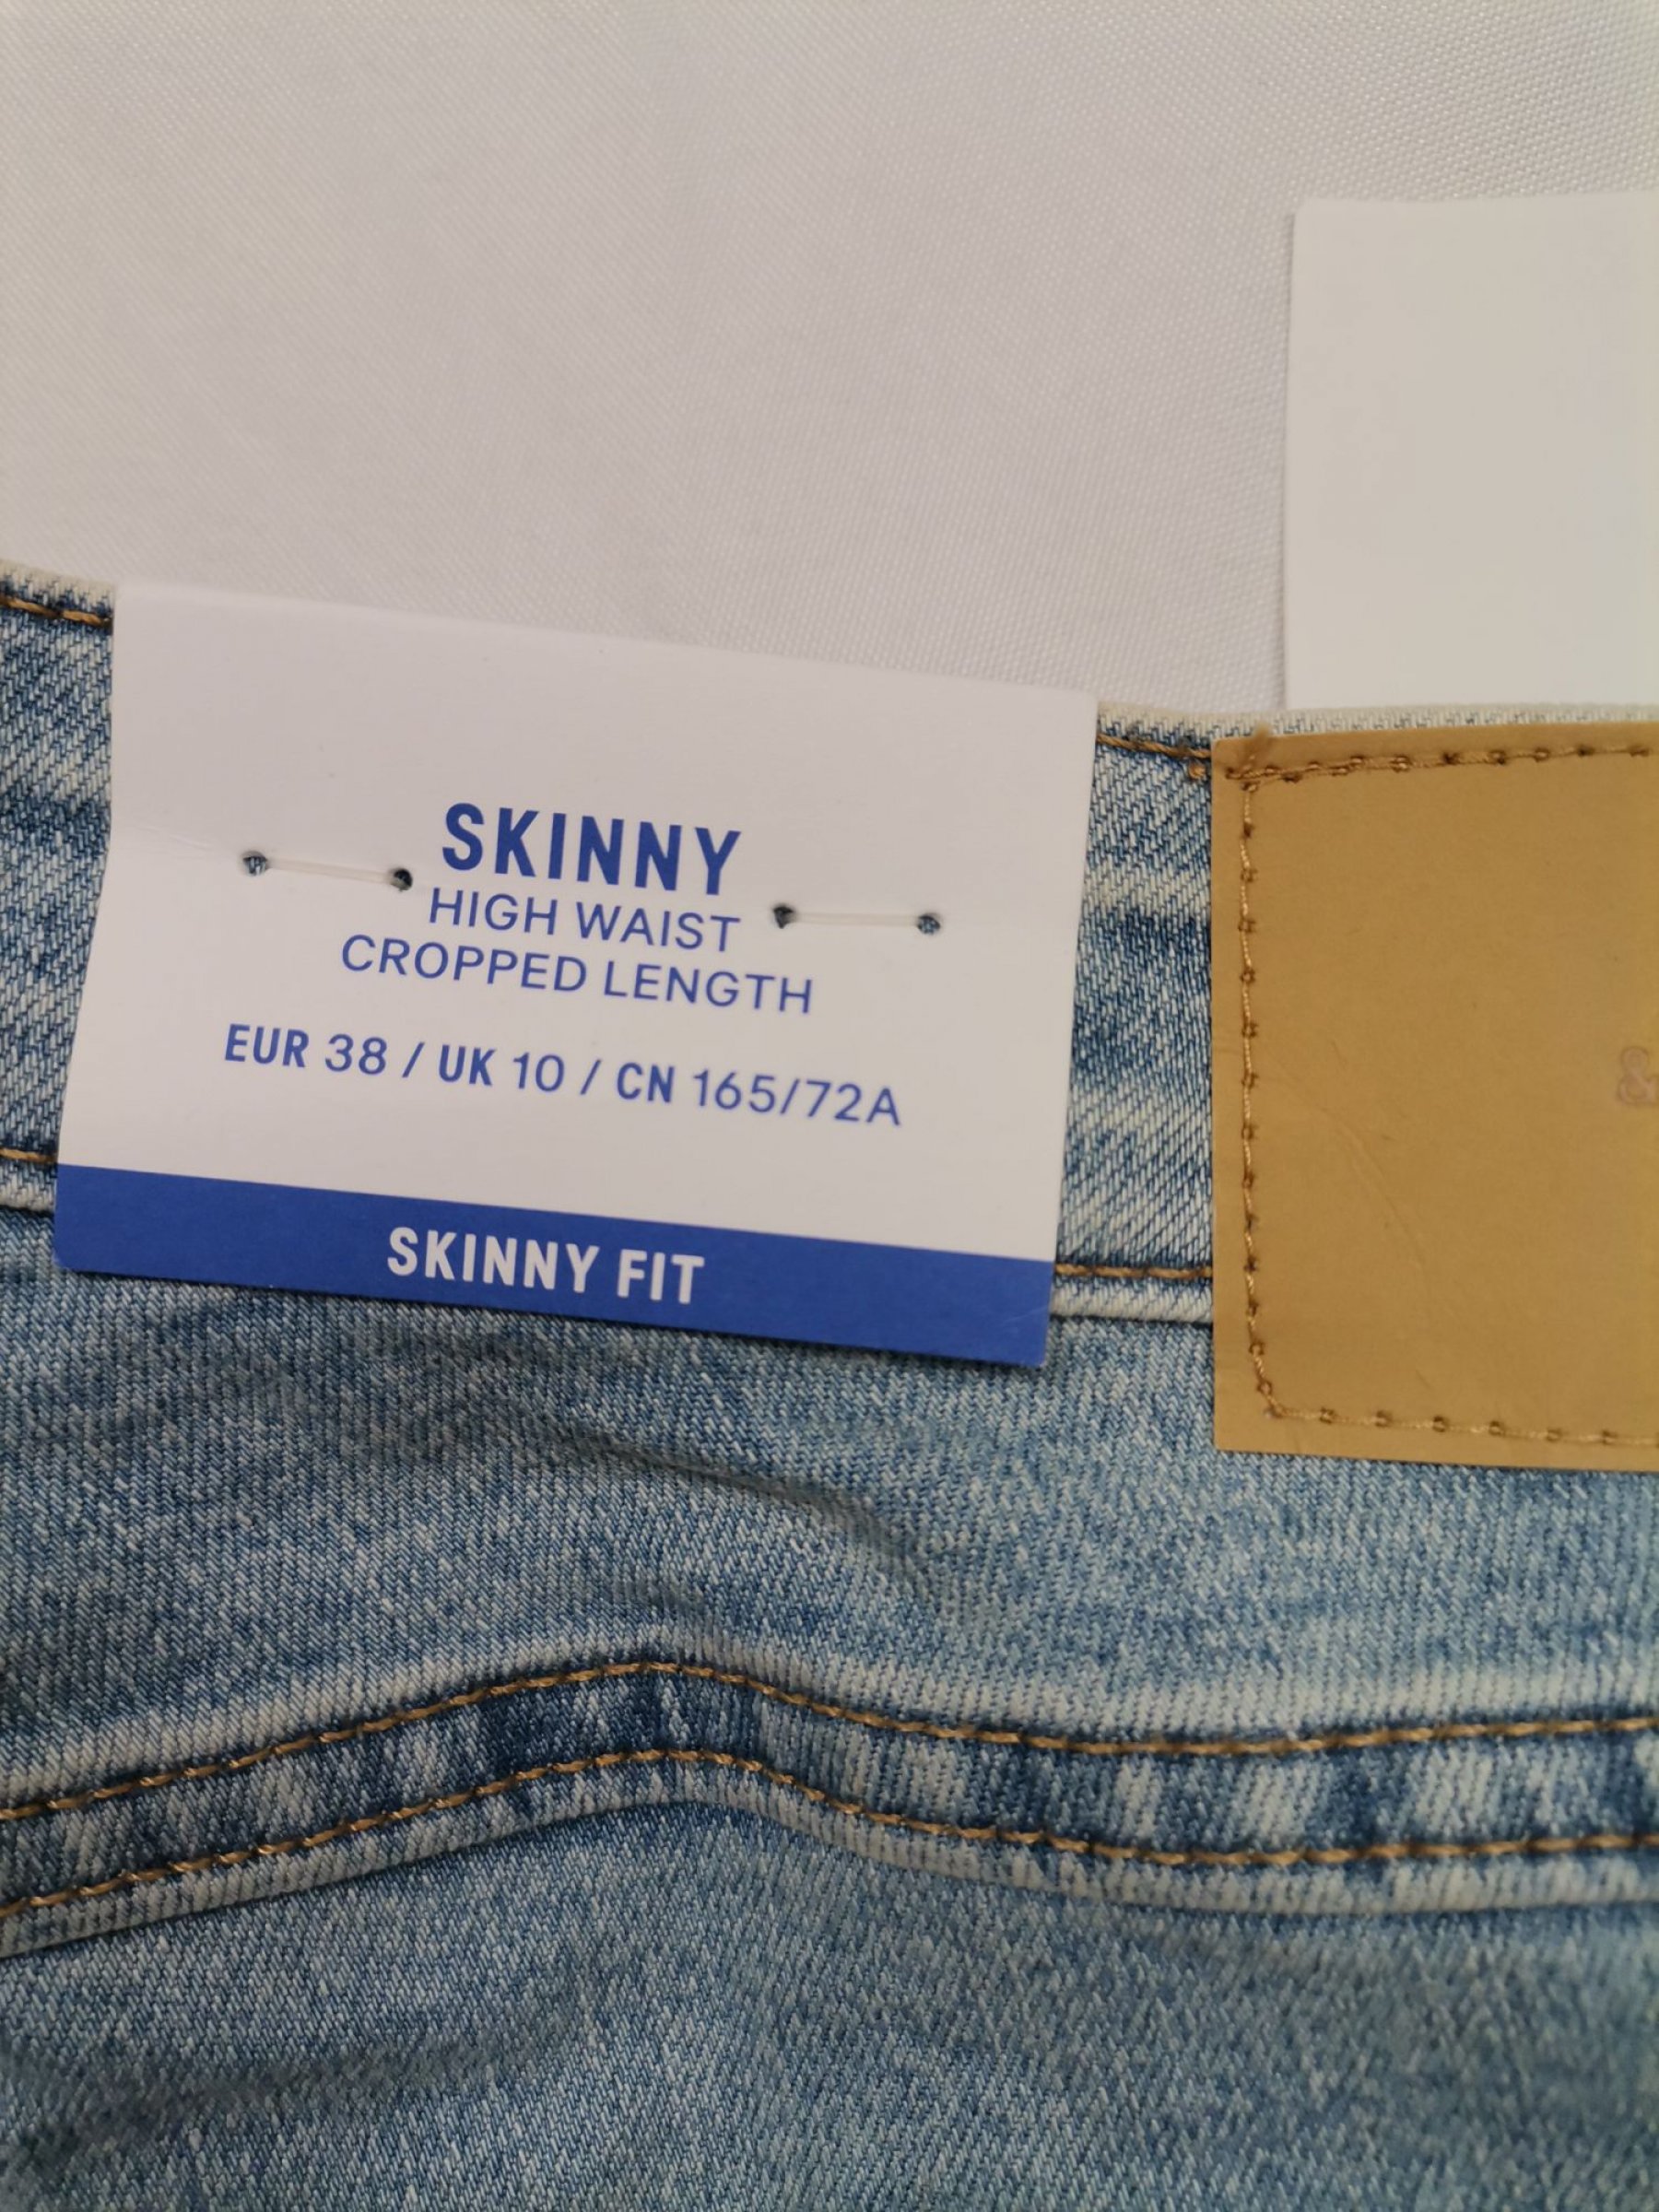 SKINNY
HIGH WAIST
CROPPED LENGTH
EUR 38 / UK 10 / CN 165/72A
SKINNY FIT
&